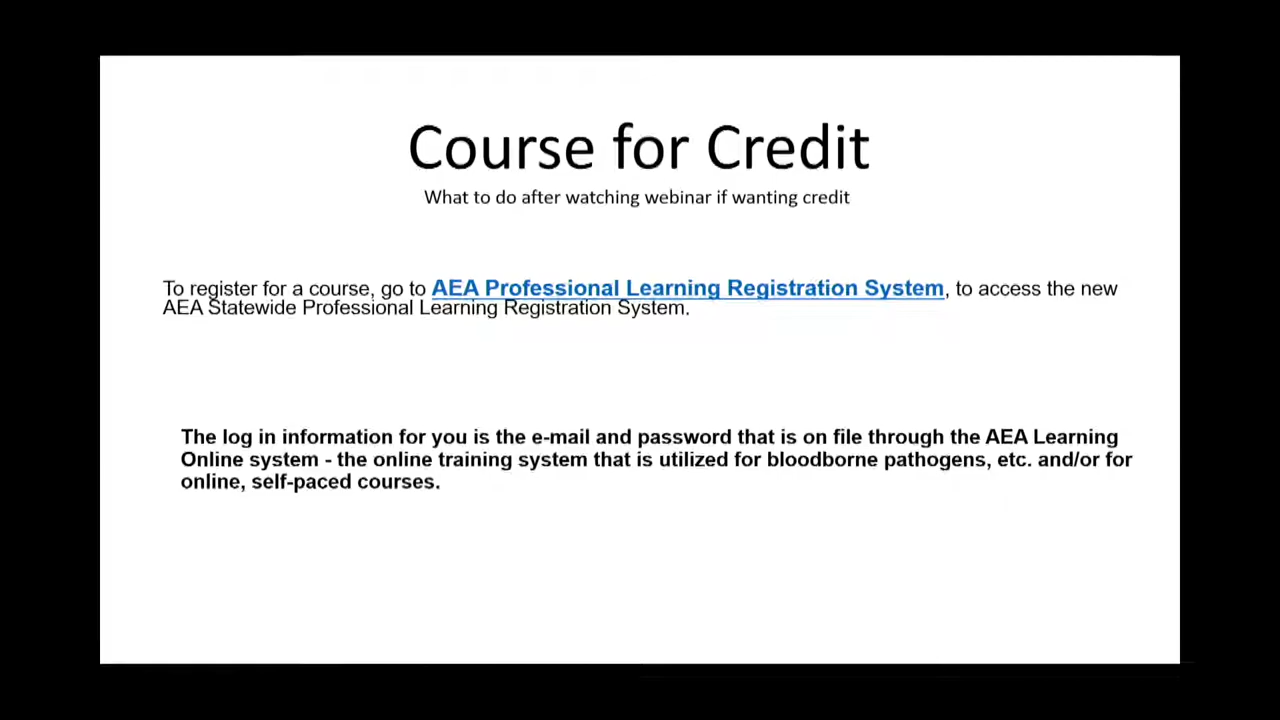 Course for Credit
What to do after watching webinar if wanting credit
To register for a course, go to AEA Professional Learning Registration System, to access the new
AEA Statewide Professional Learning Registration System.
The log in information for you is the e-mail and password that is on file through the AEA Learning
Online system - the online training system that is utilized for bloodborne pathogens, etc. and/or for
online, self-paced courses.